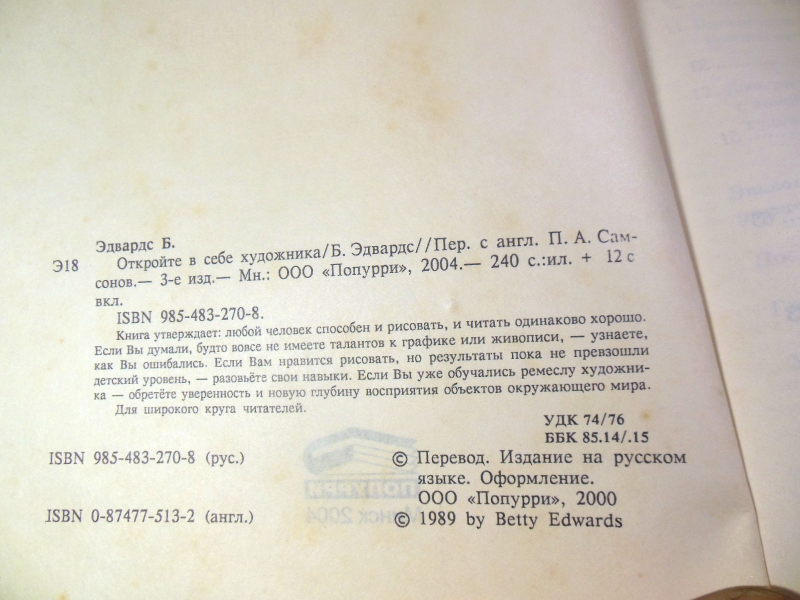 Эдвардс Б.
Э18 Откройте в себе художника/Б. Эдвардс//Пер. с англ. П. А. Сам-
сонов.— 3-е изд.— Мн.: ООО «Попурри», 2004.— 240 с.:ил. + 12 с
вкл.
ISBN 985-483-270-8.
Книга утверждает: любой человек способен и рисовать, и читать одинаково хорошо.
Если Вы думали, будто вовсе не имеете талантов к графике или живописи, — узнаете,
как Вы ошибались. Если Вам нравится рисовать, но результаты пока не превзошли
детский уровень, — разовьёте свои навыки. Если Вы уже обучались ремеслу художни-
ка — обретёте уверенность и новую глубину восприятия объектов окружающего мира.
Для широкого круга читателей.
УДК 74/76
ББК 85.14/.15
ISBN 985-483-270-8 (рус.)
© Перевод. Издание на русском
языке. Оформление.
ООО «Попурри», 2000
ISBN 0-87477-513-2 (англ.)
© 1989 by Betty Edwards
ПОПУРРИ
Минск 2004